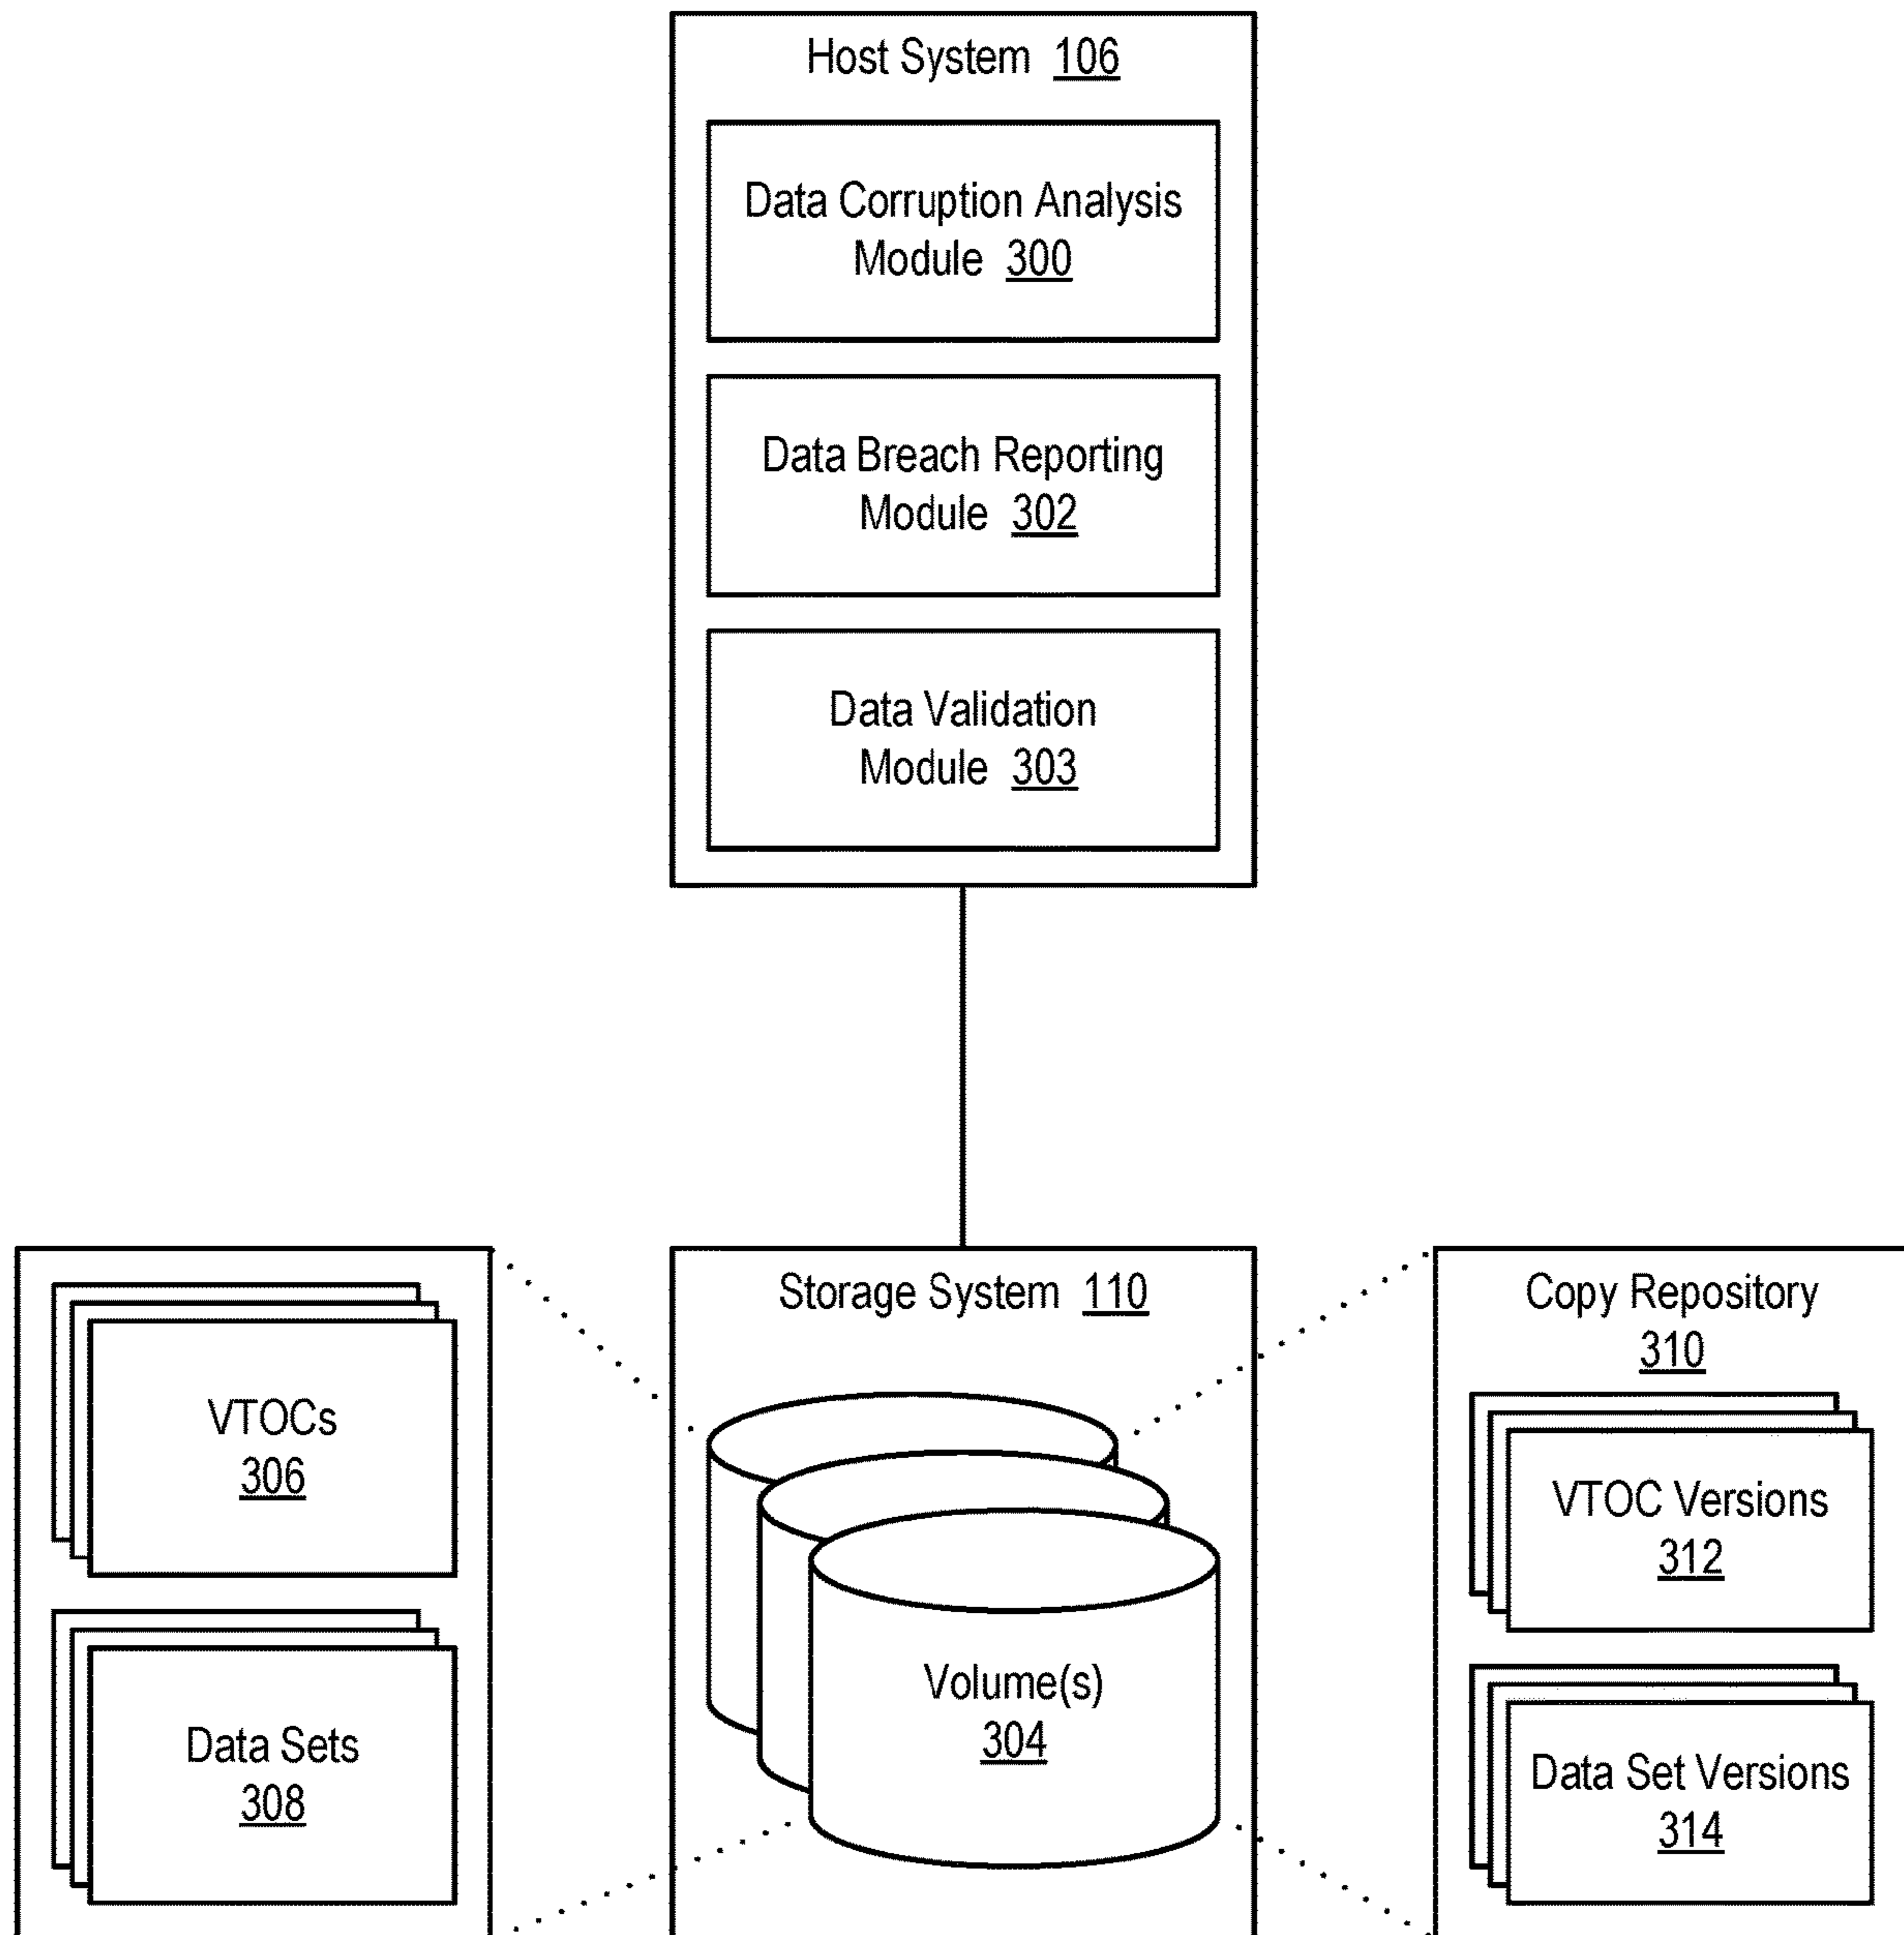 Host System 106
Data Corruption Analysis
Module 300
Data Breach Reporting
Module 302
Data Validation
Module 303
VTOCs
306
Data Sets
308
Storage System 110
Volume(s)
304
Copy Repository
310
VTOC Versions
312
Data Set Versions
314